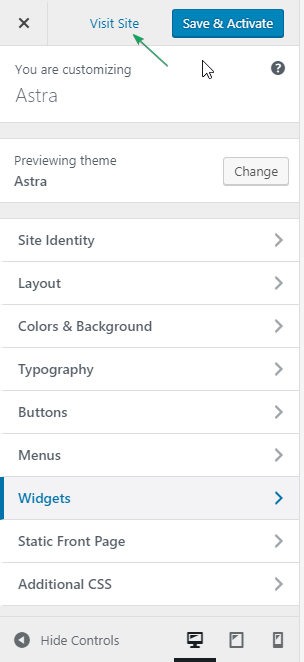 Visit Site
Save & Activate
You are customizing
Astra
Previewing theme
Astra
Change
Site Identity
Layout
Colors & Background
Typography
Buttons
Menus
Widgets
Static Front Page
Additional CSS
Hide Controls